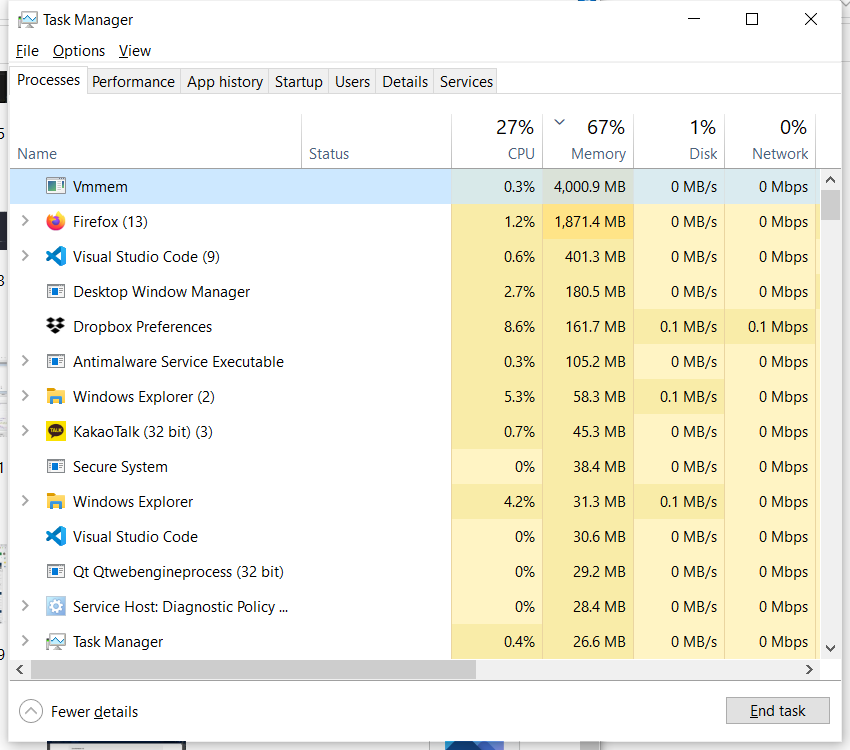 Task Manager
File Options View
Processes Performance App history Startup Users Details Services
27% 67% 1% 0%
Name Status CPU Memory Disk Network
Vmmem 0.3% 4,000.9 MB 0 MB/s 0 Mbps
Firefox (13) 1.2% 1,871.4 MB 0 MB/s 0 Mbps
Visual Studio Code (9) 0.6% 401.3 MB 0 MB/s 0 Mbps
Desktop Window Manager 2.7% 180.5 MB 0 MB/s 0 Mbps
Dropbox Preferences 8.6% 161.7 MB 0.1 MB/s 0.1 Mbps
Antimalware Service Executable 0.3% 105.2 MB 0 MB/s 0 Mbps
Windows Explorer (2) 5.3% 58.3 MB 0.1 MB/s 0 Mbps
TALK KakaoTalk (32 bit) (3) 0.7% 45.3 MB 0 MB/s 0 Mbps
Secure System 0% 38.4 MB 0 MB/s 0 Mbps
Windows Explorer 4.2% 31.3 MB 0.1 MB/s 0 Mbps
Visual Studio Code 0% 30.6 MB 0 MB/s 0 Mbps
Qt Qtwebengineprocess (32 bit) 0% 29.2 MB 0 MB/s 0 Mbps
Service Host: Diagnostic Policy ... 0% 28.4 MB 0 MB/s 0 Mbps
Task Manager 0.4% 26.6 MB 0 MB/s 0 Mbps
Fewer details End task